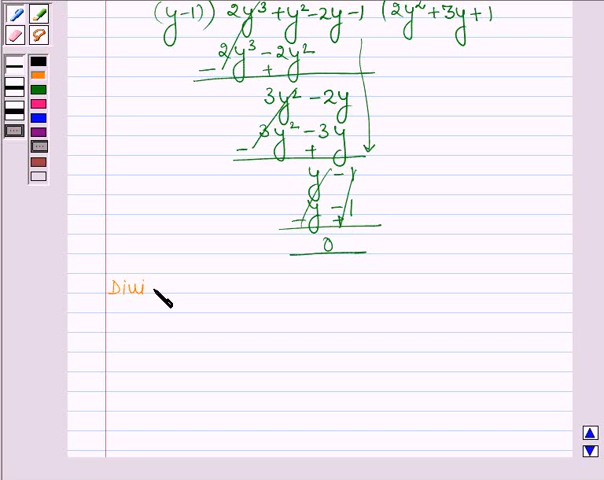 (y-1)) 2y³ + y² - 2y - 1 (2y² + 3y + 1
2y³ - 2y²
- +
3y² - 2y
3y² - 3y
- +
y - 1
y - 1
- +
0
Divi